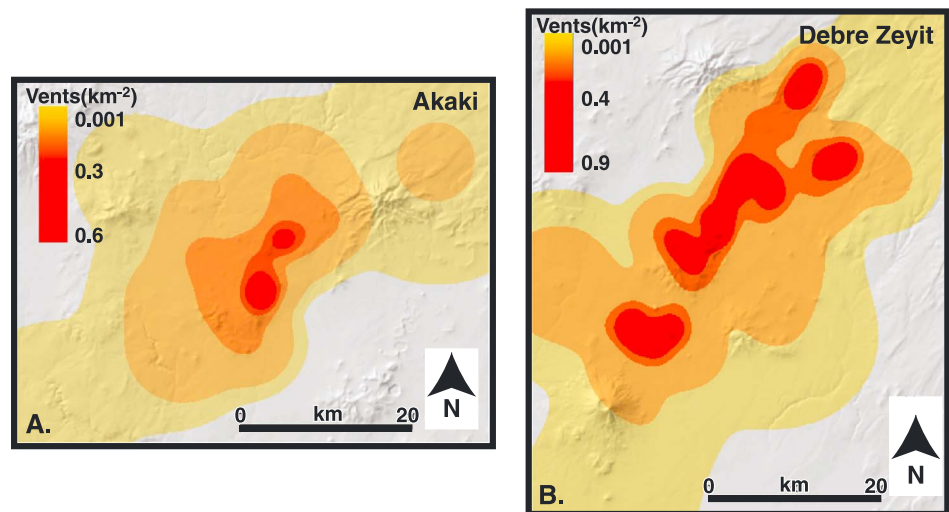 Vents(km-2)
Akaki
0.001
0.3
0.6
0 km 20
N
A.
Vents(km-2)
Debre Zeyit
0.001
0.4
0.9
0 km 20
N
B.